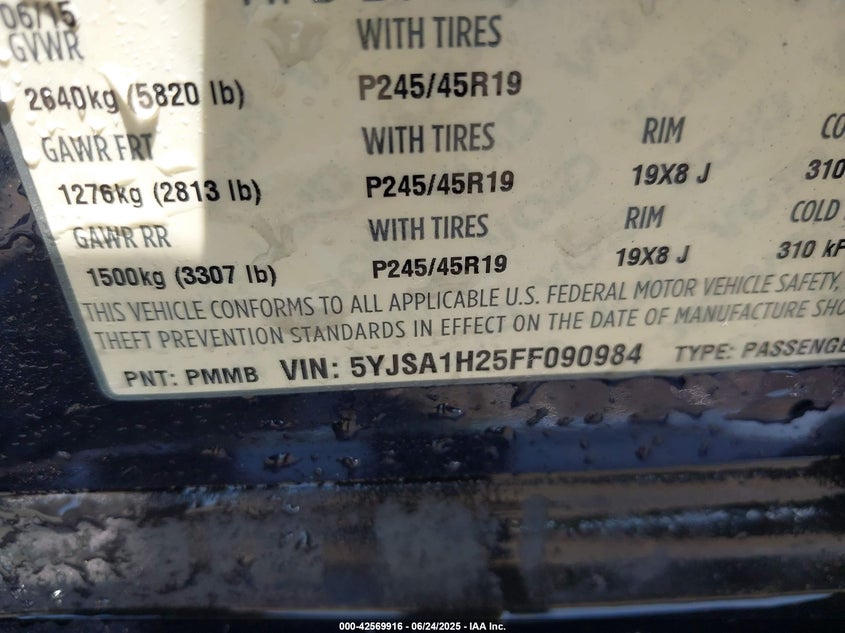 06/15
GVWR WITH TIRES
2640kg (5820 lb) P245/45R19
GAWR FRT WITH TIRES RIM
1276kg (2813 lb) P245/45R19 19X8 J 310
GAWR RR WITH TIRES RIM COLD
1500kg (3307 lb) P245/45R19 19X8 J 310
THIS VEHICLE CONFORMS TO ALL APPLICABLE U.S. FEDERAL MOTOR VEHICLE SAFETY,
THEFT PREVENTION STANDARDS IN EFFECT ON THE DATE OF MANUFACTURE
PNT: PMMB VIN: 5YJSA1H25FF090984 TYPE:
000-42569916 - 06/24/2025 - IAA Inc.